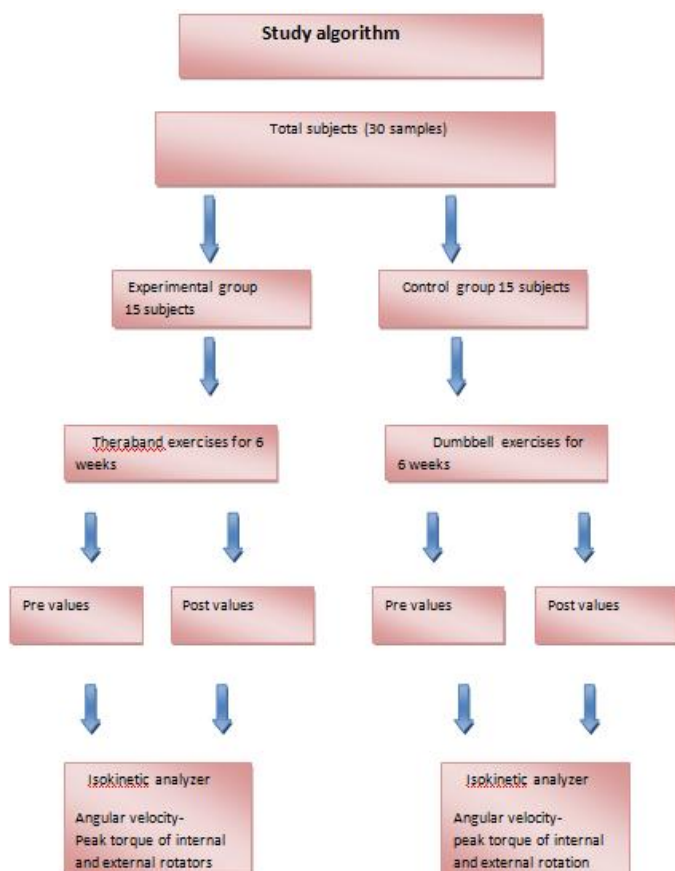 Study algorithm
Total subjects (30 samples)
Experimental group
15 subjects
Control group 15 subjects
Theraband exercises for 6
weeks
Dumbbell exercises for
6 weeks
Pre values
Post values
Pre values
Post values
Isokinetic analyzer
Angular velocity-
Peak torque of internal
and external rotators
Isokinetic analyzer
Angular velocity-
peak torque of internal
and external rotation